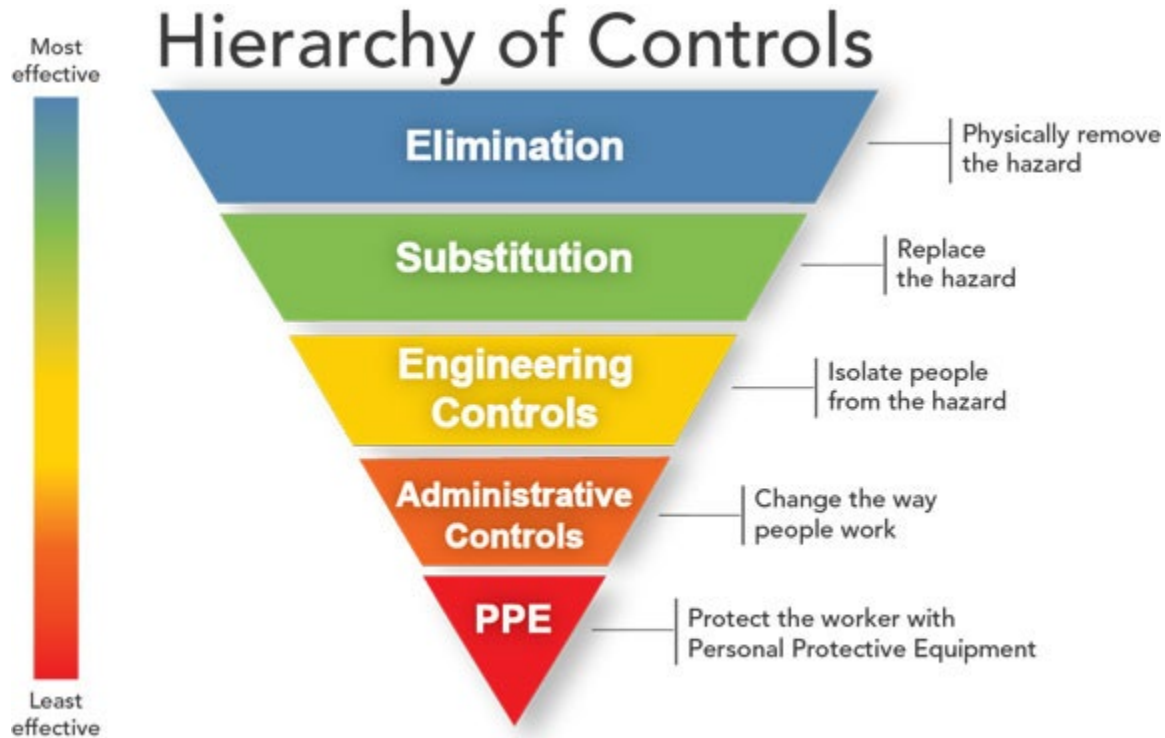 Hierarchy of Controls
Most
effective
Elimination
Physically remove
the hazard
Substitution
Replace
the hazard
Engineering
Controls
Isolate people
from the hazard
Administrative
Controls
Change the way
people work
PPE
Protect the worker with
Personal Protective Equipment
Least
effective